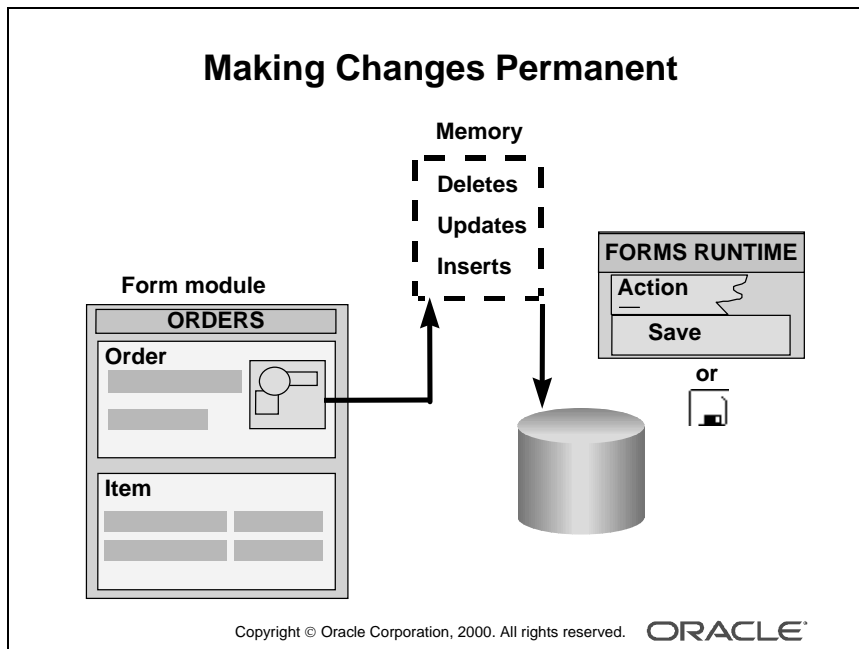 Making Changes Permanent
Memory
Deletes
Updates
Inserts
FORMS RUNTIME
Action
Save
or
Form module
ORDERS
Order
Item
Copyright © Oracle Corporation, 2000. All rights reserved.
ORACLE®